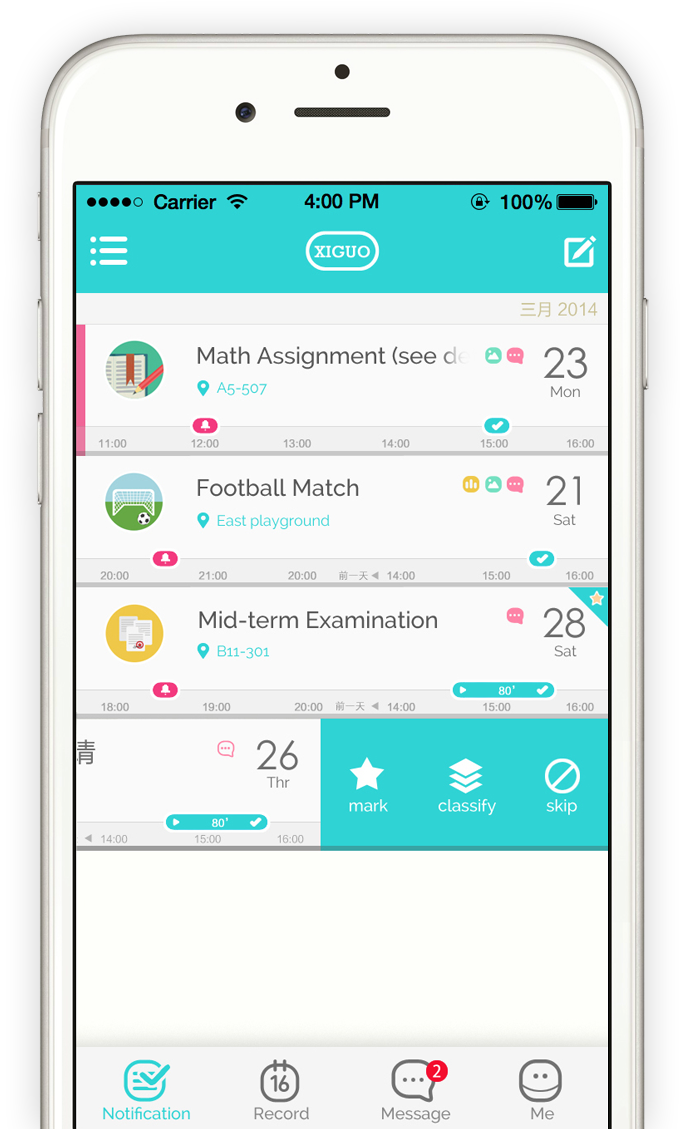 Carrier 4:00 PM 100%
XIGUO
三月 2014
Math Assignment (see de
23
A5-507
Mon
11:00 12:00 13:00 14:00 15:00 16:00
Football Match
21
East playground
Sat
20:00 21:00 20:00 前一天 14:00 15:00 16:00
Mid-term Examination
28
B11-301
Sat
80'
18:00 19:00 20:00 前一天 14:00 15:00 16:00
请 26
Thr
mark classify skip
80'
14:00 15:00 16:00
16 2
Notification Record Message Me